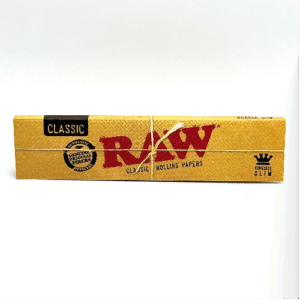 CLASSIC
RAW
CLASSIC ROLLING PAPERS
KING SIZE
SLIM